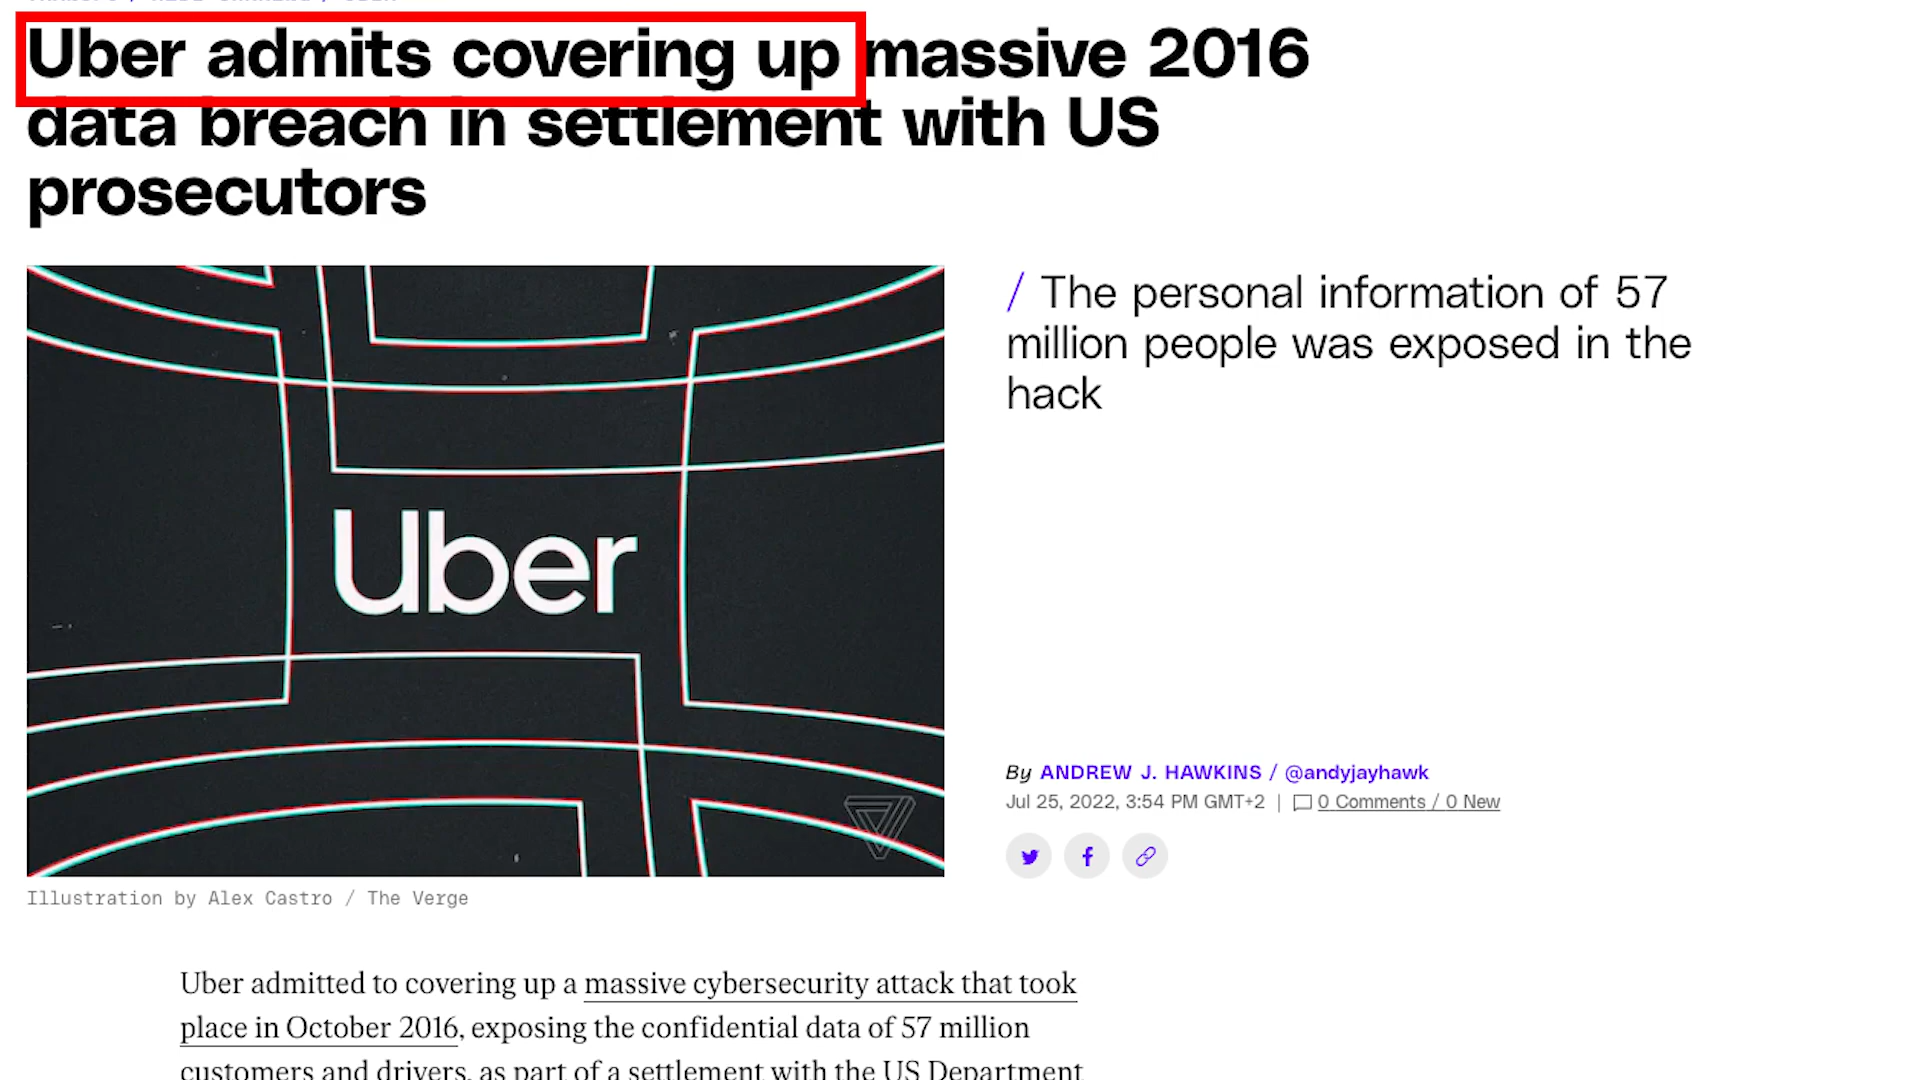 Uber admits covering up massive 2016
data breach in settlement with US
prosecutors
/ The personal information of 57
million people was exposed in the
hack
Uber
By ANDREW J. HAWKINS / @andyjayhawk
Jul 25, 2022, 3:54 PM GMT+2 | 0 Comments / 0 New
Illustration by Alex Castro / The Verge
Uber admitted to covering up a massive cybersecurity attack that took
place in October 2016, exposing the confidential data of 57 million
customers and drivers, as part of a settlement with the US Department